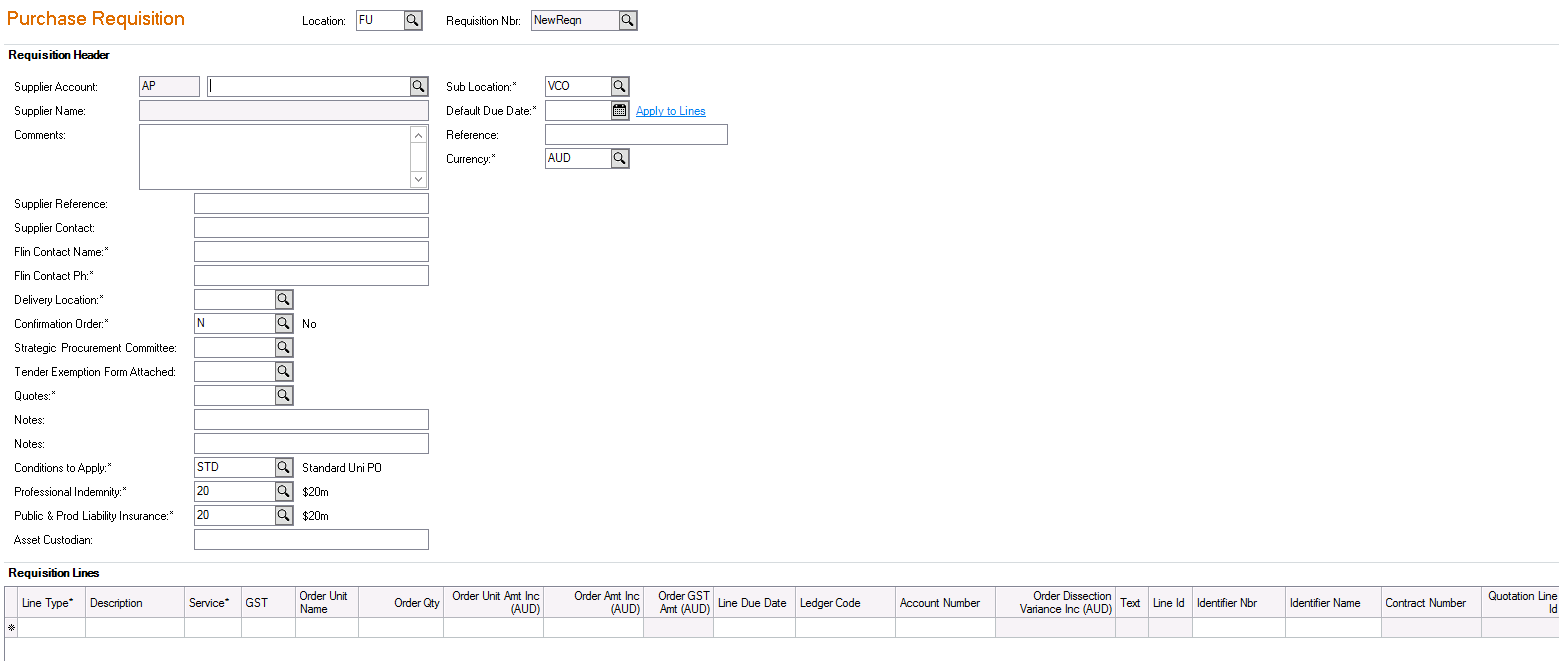 Purchase Requisition Location: FU Requisition Nbr: NewReqn
Requisition Header
Supplier Account: AP Sub Location:* VCO
Supplier Name: Default Due Date:* Apply to Lines
Comments: Reference:
Currency:* AUD
Supplier Reference:
Supplier Contact:
Flin Contact Name:*
Flin Contact Ph:*
Delivery Location:*
Confirmation Order:* N No
Strategic Procurement Committee:
Tender Exemption Form Attached:
Quotes:*
Notes:
Notes:
Conditions to Apply:* STD Standard Uni PO
Professional Indemnity:* 20 $20m
Public & Prod Liability Insurance:* 20 $20m
Asset Custodian:
Requisition Lines
Line Type* Description Service* GST Order Unit Name Order Qty Order Unit Amt Inc (AUD) Order Amt Inc (AUD) Order GST Amt (AUD) Line Due Date Ledger Code Account Number Order Dissection Variance Inc (AUD) Text Line Id Identifier Nbr Identifier Name Contract Number Quotation Line Id